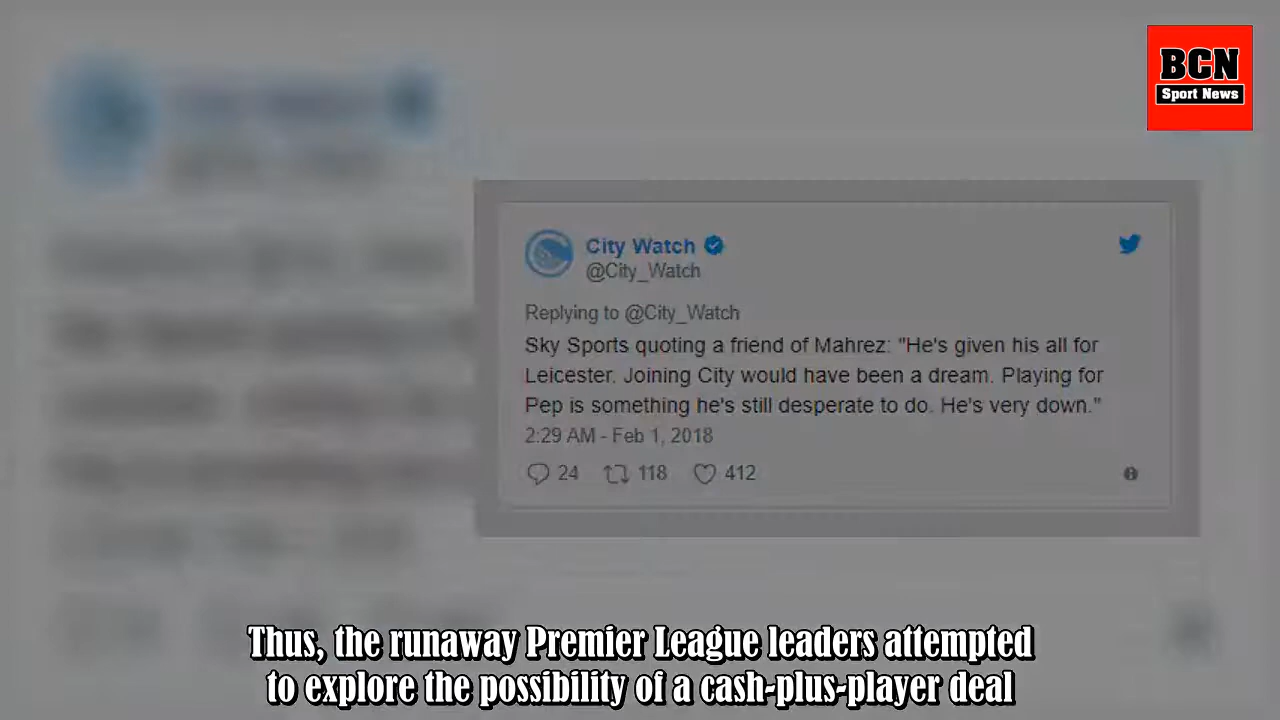 BCN
Sport News
City Watch
@City_Watch
Replying to @City_Watch
Sky Sports quoting a friend of Mahrez: "He's given his all for
Leicester. Joining City would have been a dream. Playing for
Pep is something he's still desperate to do. He's very down."
2:29 AM - Feb 1, 2018
24 118 412
Thus, the runaway Premier League leaders attempted
to explore the possibility of a cash-plus-player deal